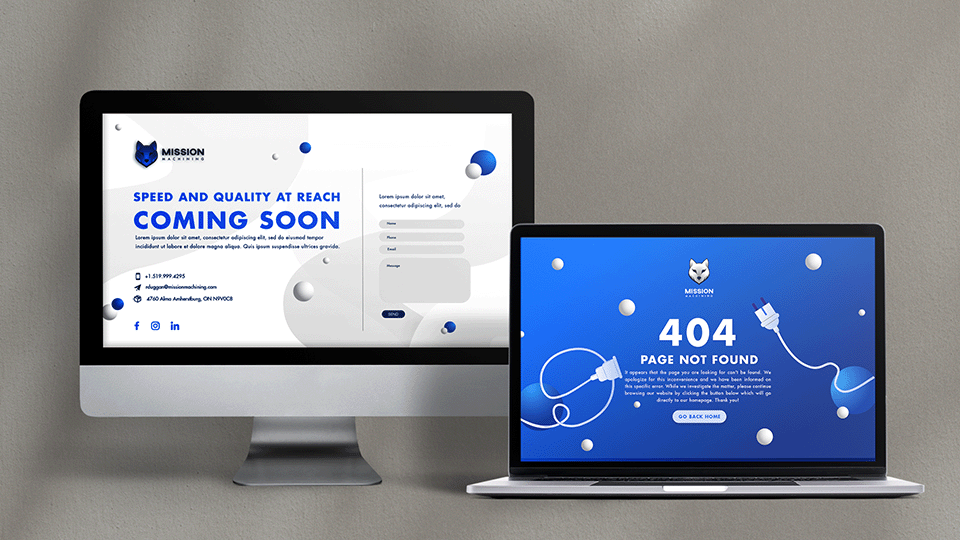 MISSION
MACHINING
SPEED AND QUALITY AT REACH
COMING SOON
Lorem ipsum dolor sit amet, consectetur adipiscing elit, sed do eiusmod tempor
incididunt ut labore et dolore magna aliqua. Quis ipsum suspendisse ultrices gravida.
+1.519.999.4295
rduggan@missionmachining.com
4760 Alma Amherstburg, ON N9V0C8
Lorem ipsum dolor sit amet,
consectetur adipiscing elit, sed do
Name
Phone
Email
Message
SEND
MISSION
MACHINING
404
PAGE NOT FOUND
It appears that the page you are looking for can't be found. We
apologize for this inconvenience and we have been informed on
this specific error. While we investigate the matter, please continue
browsing our website by clicking the button below which will go
directly to our homepage. Thank you!
GO BACK HOME